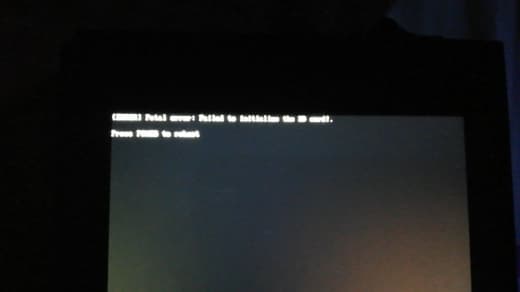 [ERROR] Fatal error: Failed to initialize the SD card!.
Press POWER to reboot